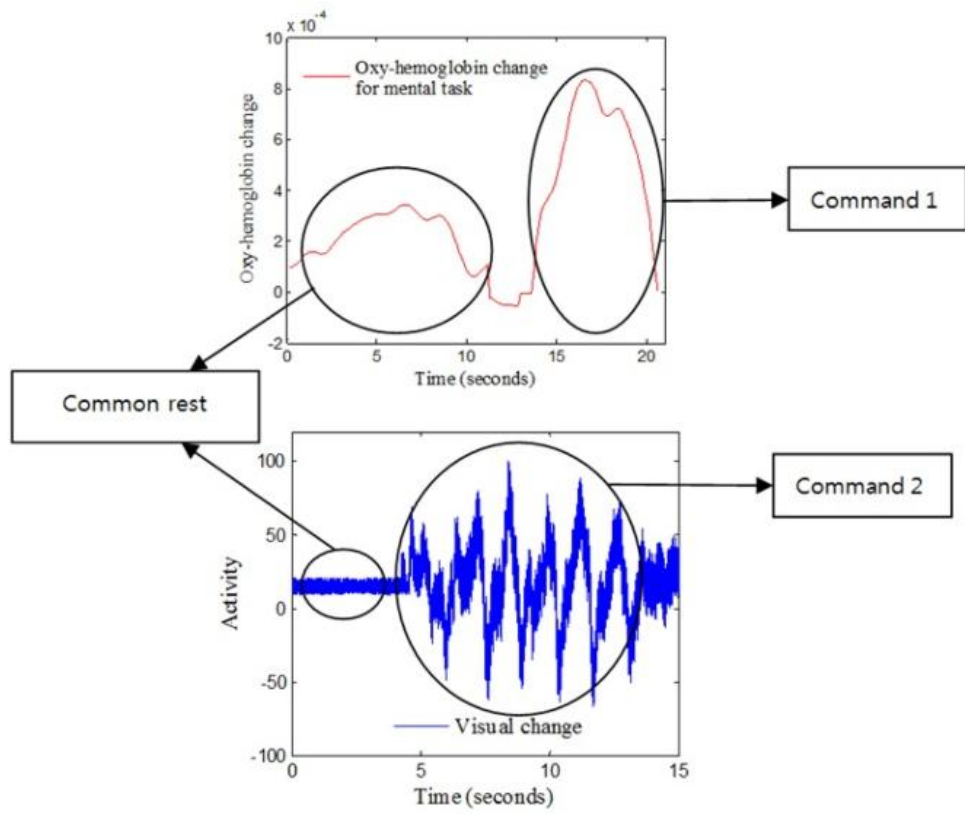 x 10⁻⁴
10
8
6
4
2
0
-2
Oxy-hemoglobin change
Oxy-hemoglobin change
for mental task
0 5 10 15 20
Time (seconds)
Command 1
Common rest
100
50
0
-50
-100
Activity
Visual change
0 5 10 15
Time (seconds)
Command 2